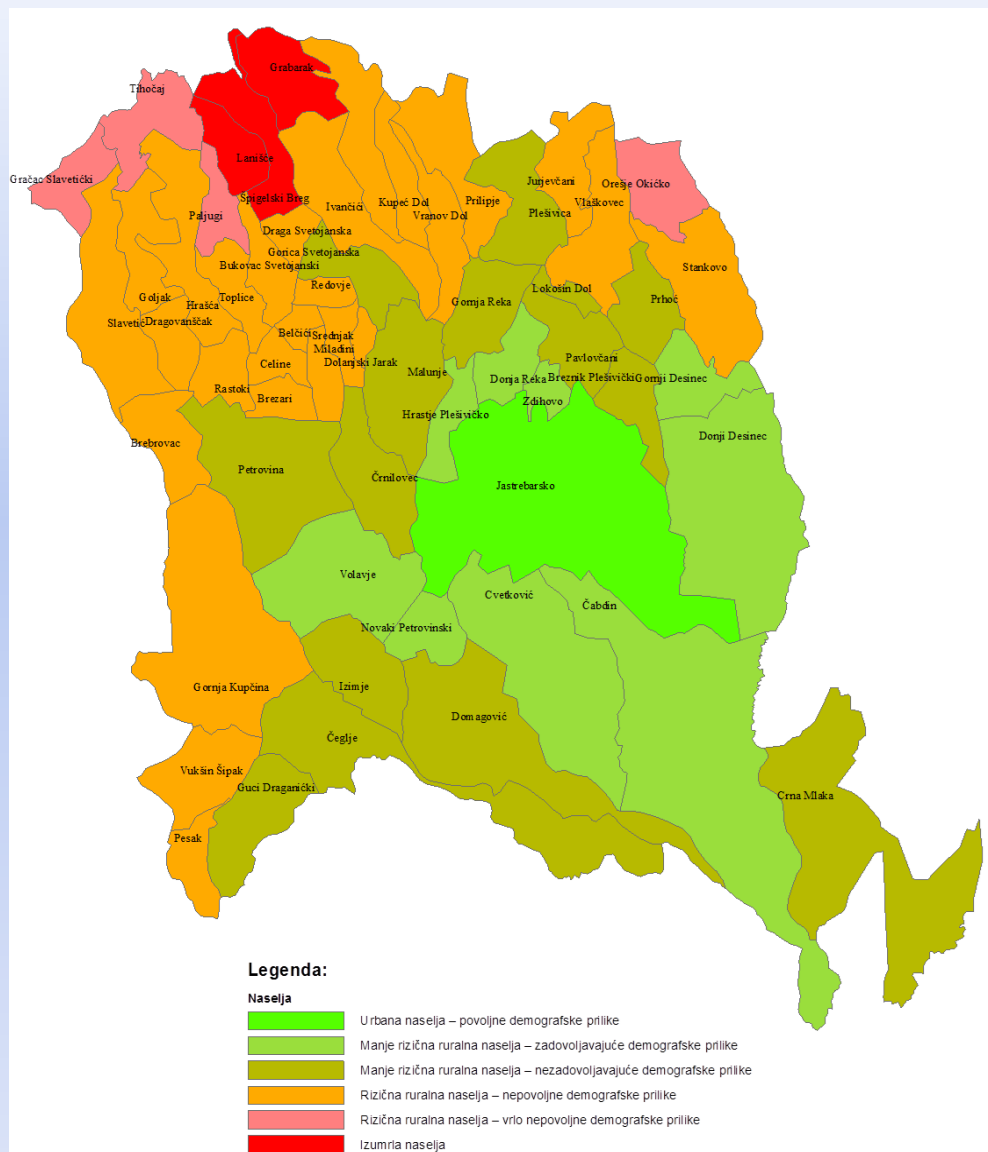 Grabarak
Tihočaj
Lanišće
Gračac Slavetićki
Orešje Okićko
Jurjevčani
Špigelski Breg
Prilipje
Vlaškovec
Ivančići
Kupeć Dol
Plešivica
Paljugi
Vranov Dol
Draga Svetojanska
Gorica Svetojanska
Bukovac Svetojanski
Stankovo
Redovje
Lokošin Dol
Goljak
Toplice
Prhoć
Hrašća
Gornja Reka
Slavetić
Dragovanščak
Belčići
Srednjak
Miladini
Pavlovčani
Celine
Dolanjski Jarak
Malunje
Donja Reka
Breznik Plešivički
Gornji Desinec
Rastoki
Brezari
Zdihovo
Hrastje Plešivičko
Brebrovac
Donji Desinec
Petrovina
Črnilovec
Jastrebarsko
Volavje
Cvetković
Čabdin
Novaki Petrovinski
Gornja Kupčina
Izimje
Domagović
Čeglje
Vukšin Šipak
Guci Draganićki
Crna Mlaka
Pesak
Legenda:
Naselja
Urbana naselja – povoljne demografske prilike
Manje rizična ruralna naselja – zadovoljavajuće demografske prilike
Manje rizična ruralna naselja – nezadovoljavajuće demografske prilike
Rizična ruralna naselja – nepovoljne demografske prilike
Rizična ruralna naselja – vrlo nepovoljne demografske prilike
Izumrla naselja